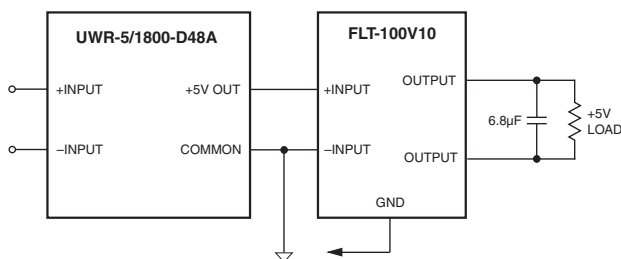 UWR-5/1800-D48A
FLT-100V10
+INPUT
+5V OUT
+INPUT
OUTPUT
6.8µF
+5V
LOAD
–INPUT
COMMON
–INPUT
OUTPUT
GND